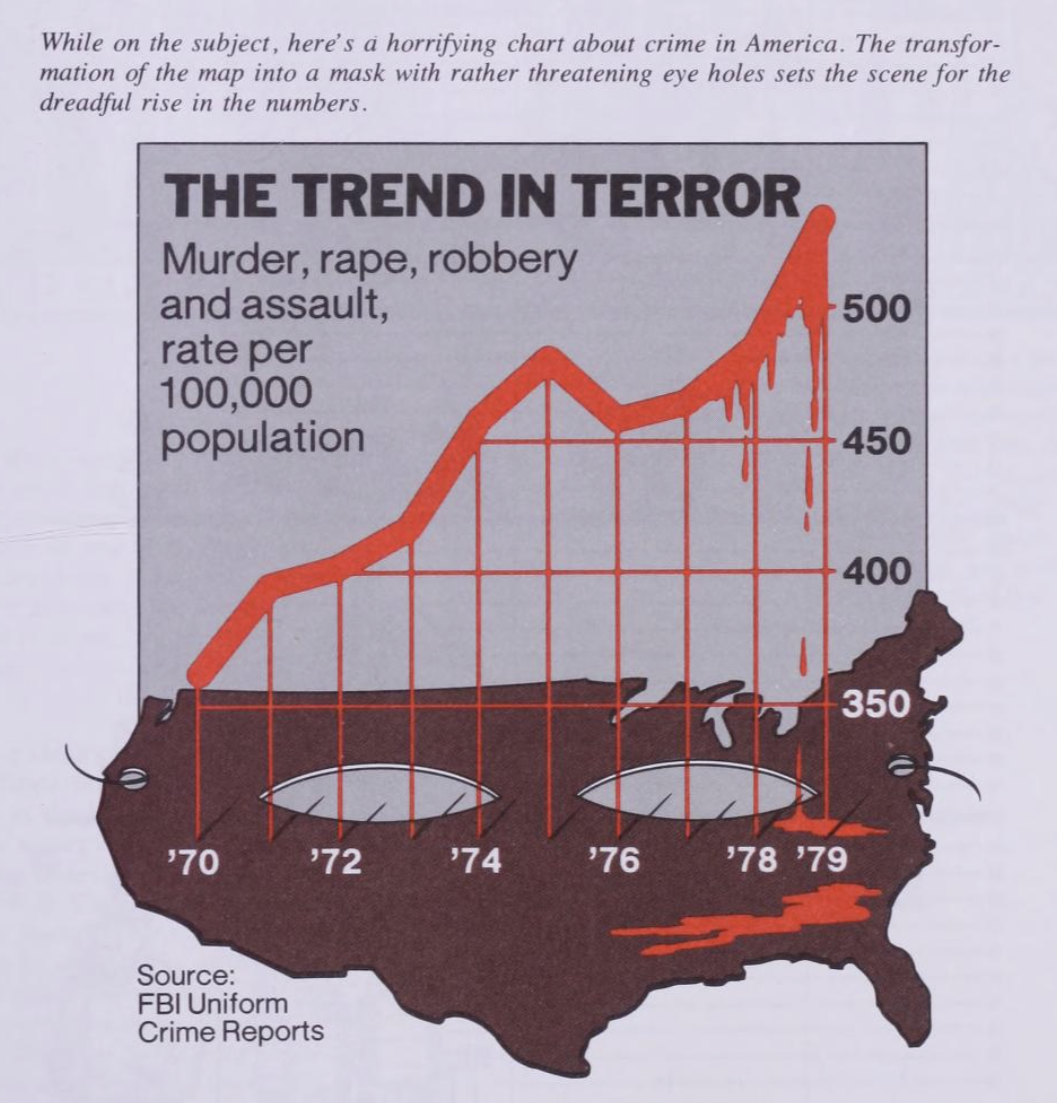 While on the subject, here's a horrifying chart about crime in America. The transfor-
mation of the map into a mask with rather threatening eye holes sets the scene for the
dreadful rise in the numbers.
THE TREND IN TERROR
Murder, rape, robbery
and assault,
rate per
100,000
population
500
450
400
350
'70 '72 '74 '76 '78 '79
Source:
FBI Uniform
Crime Reports